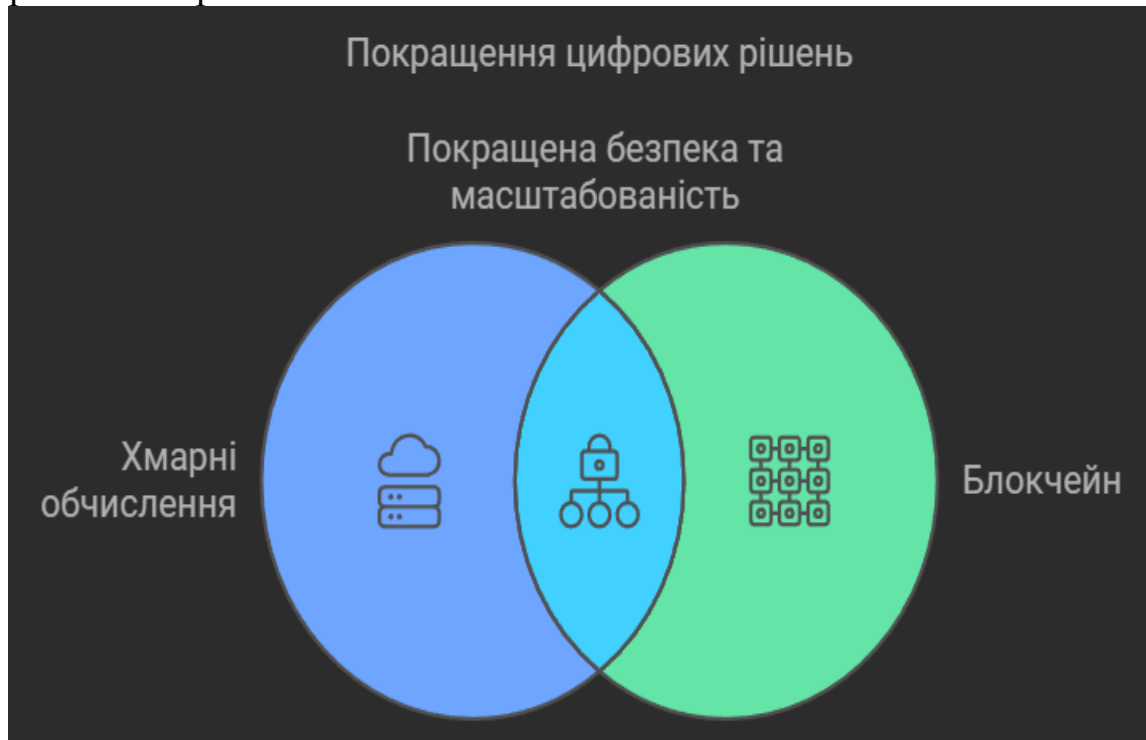 Покращення цифрових рішень
Покращена безпека та
масштабованість
Хмарні
обчислення
Блокчейн